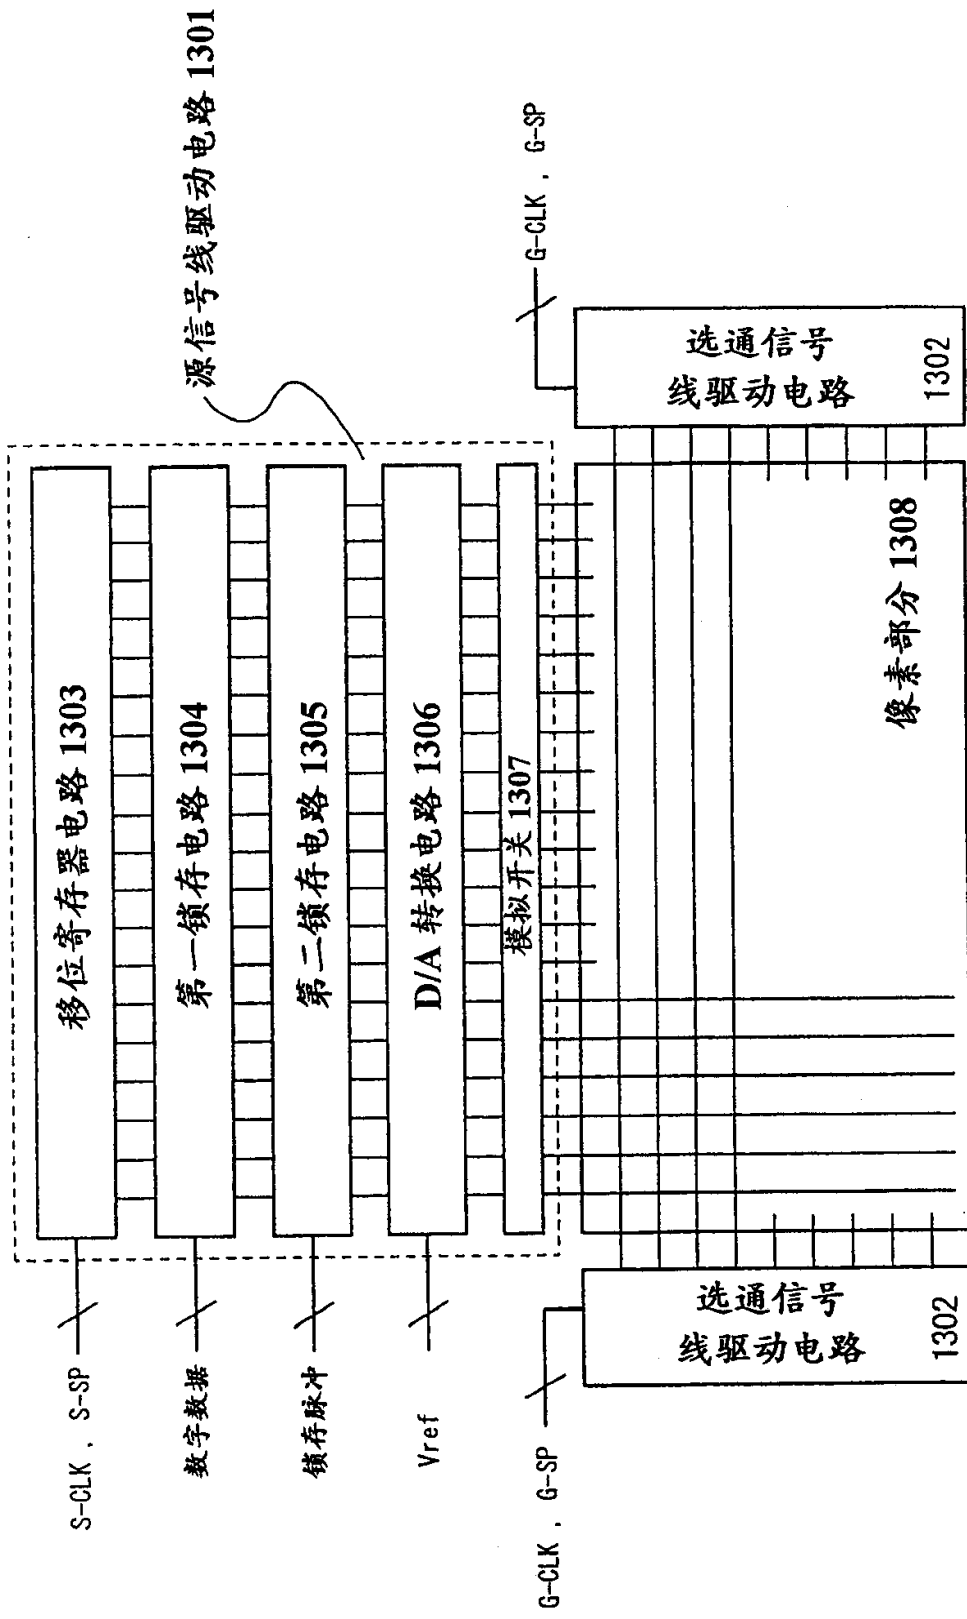 源信号线驱动电路 1301
S-CLK , S-SP
移位寄存器电路 1303
数字数据
第一锁存电路 1304
锁存脉冲
第二锁存电路 1305
Vref
D/A 转换电路 1306
模拟开关 1307
G-CLK , G-SP
选通信号
线驱动电路
1302
像素部分 1308
G-CLK , G-SP
选通信号
线驱动电路
1302